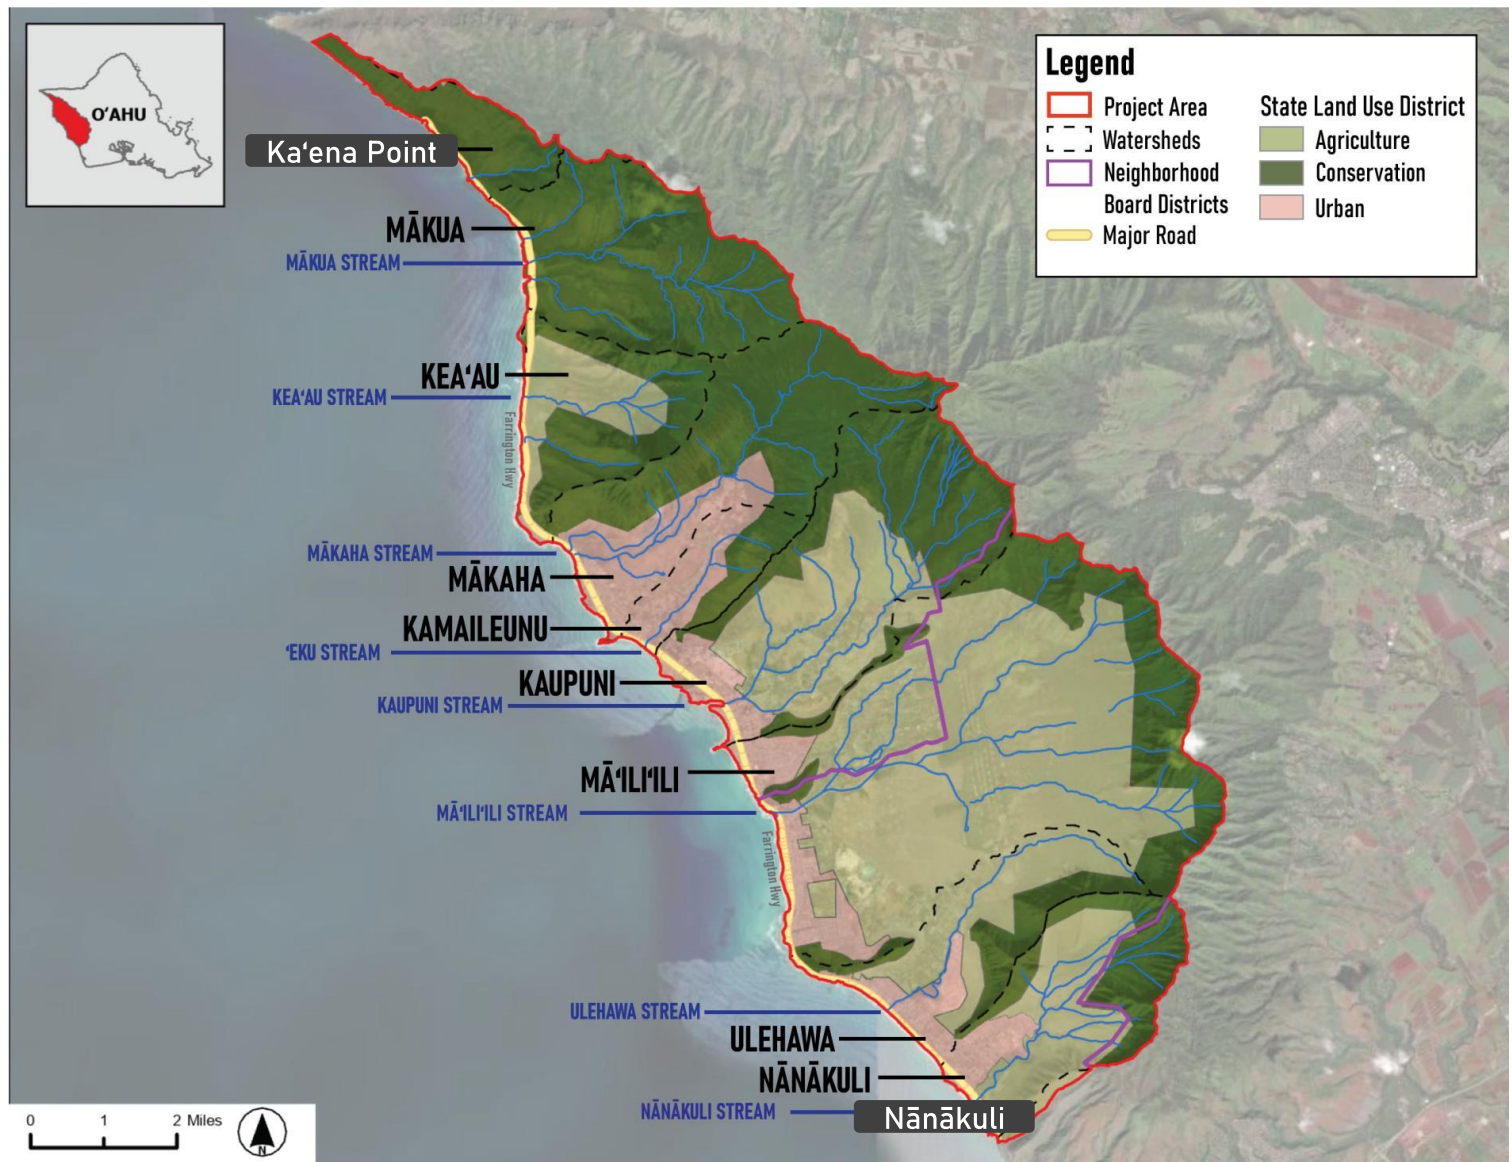 O‘AHU
Legend
Project Area
Watersheds
Neighborhood
Board Districts
Major Road
State Land Use District
Agriculture
Conservation
Urban
Ka‘ena Point
MĀKUA
MĀKUA STREAM
KEA‘AU
KEA‘AU STREAM
Farrington Hwy
MĀKAHA STREAM
MĀKAHA
KAMAILEUNU
‘EKU STREAM
KAUPUNI
KAUPUNI STREAM
MĀ‘ILI‘ILI
MĀ‘ILI‘ILI STREAM
Farrington Hwy
ULEHAWA STREAM
ULEHAWA
NĀNĀKULI
NĀNĀKULI STREAM
Nānākuli
0 1 2 Miles
N